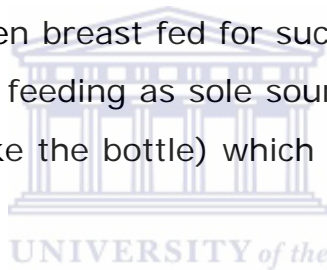 en breast fed for suc
feeding as sole sour
ke the bottle) which
UNIVERSITY of the